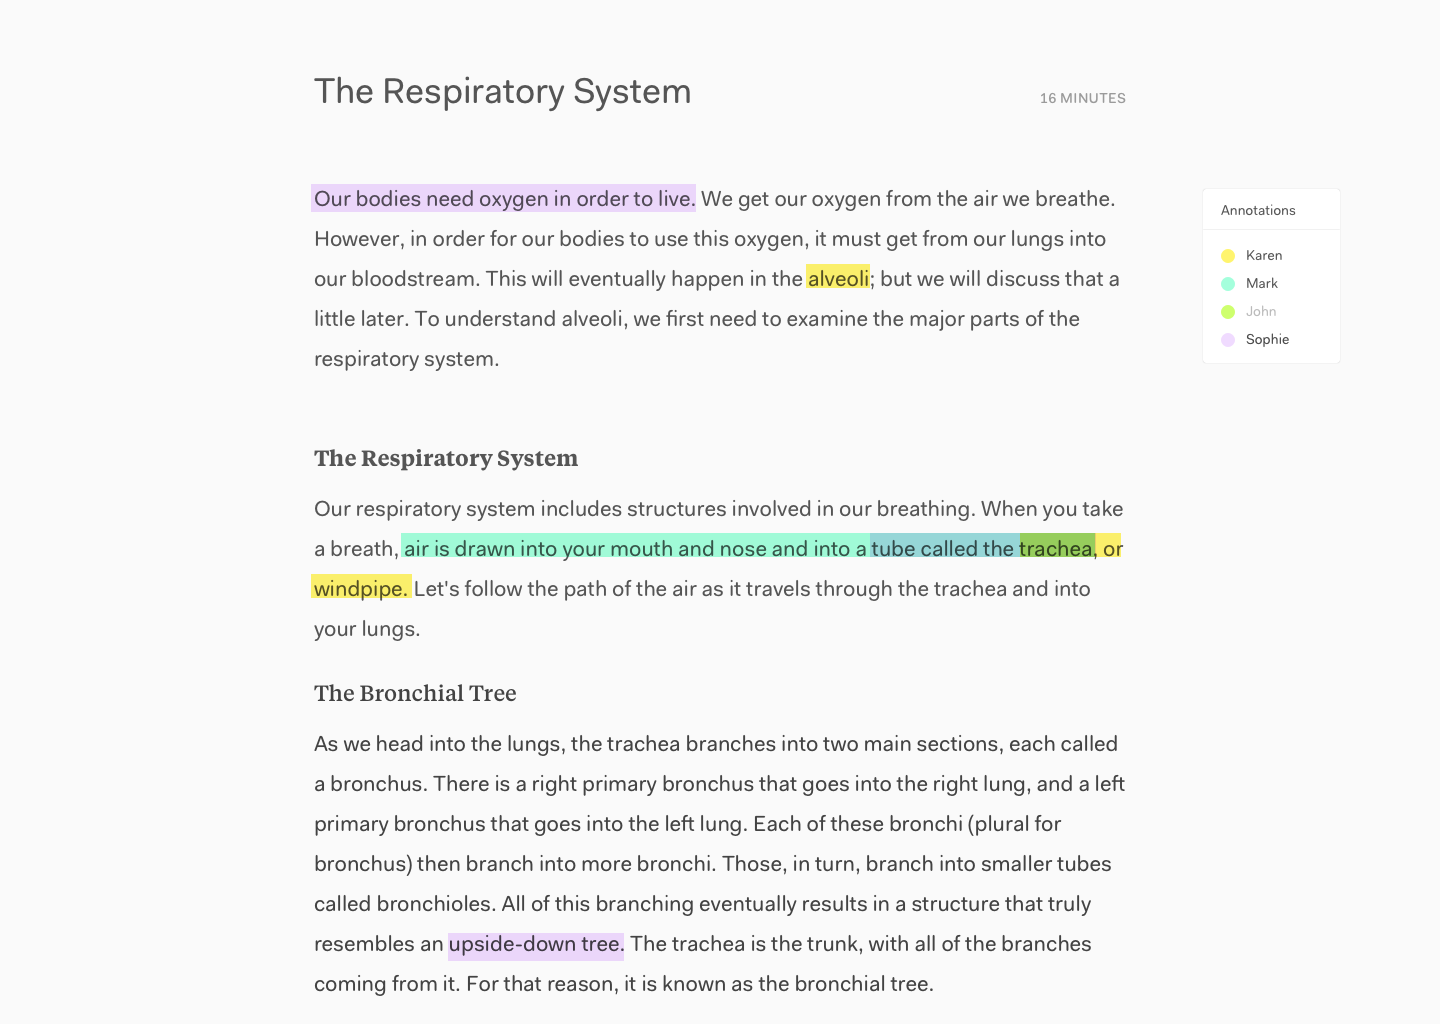 The Respiratory System
16 MINUTES
Our bodies need oxygen in order to live. We get our oxygen from the air we breathe.
However, in order for our bodies to use this oxygen, it must get from our lungs into
our bloodstream. This will eventually happen in the alveoli; but we will discuss that a
little later. To understand alveoli, we first need to examine the major parts of the
respiratory system.
Annotations
Karen
Mark
John
Sophie
The Respiratory System
Our respiratory system includes structures involved in our breathing. When you take
a breath, air is drawn into your mouth and nose and into a tube called the trachea, or
windpipe. Let's follow the path of the air as it travels through the trachea and into
your lungs.
The Bronchial Tree
As we head into the lungs, the trachea branches into two main sections, each called
a bronchus. There is a right primary bronchus that goes into the right lung, and a left
primary bronchus that goes into the left lung. Each of these bronchi (plural for
bronchus) then branch into more bronchi. Those, in turn, branch into smaller tubes
called bronchioles. All of this branching eventually results in a structure that truly
resembles an upside-down tree. The trachea is the trunk, with all of the branches
coming from it. For that reason, it is known as the bronchial tree.